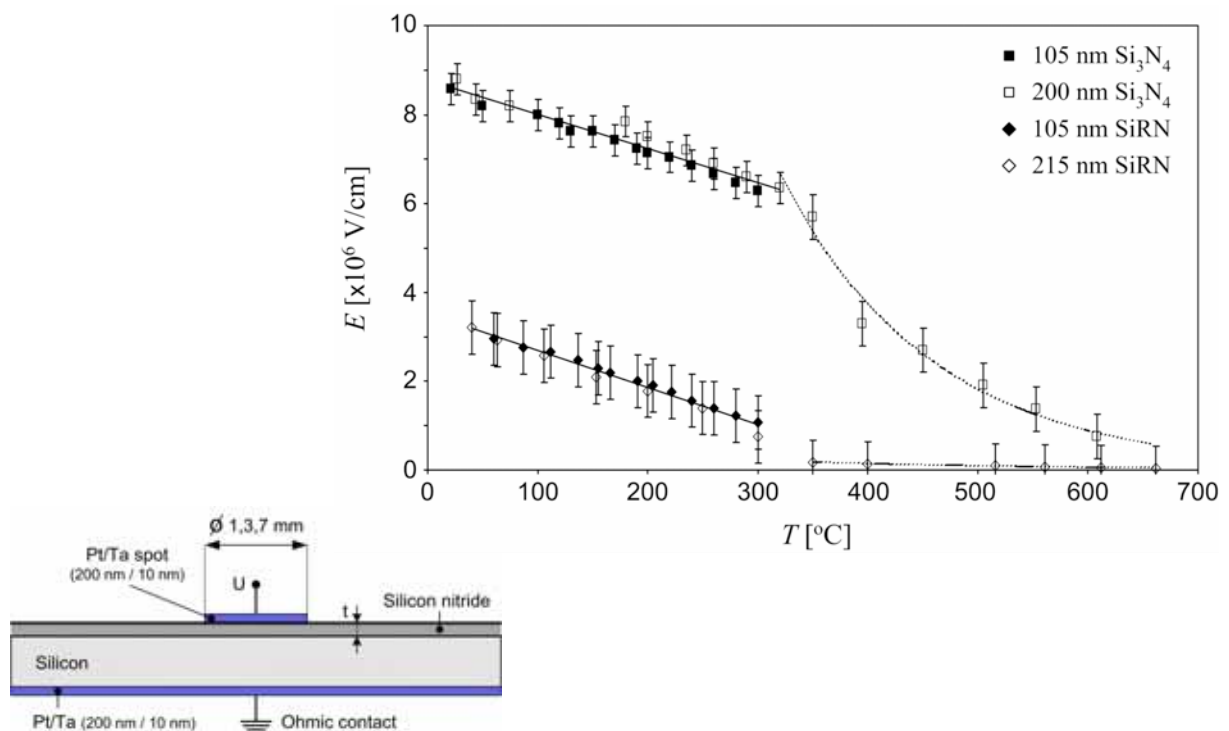 10
8
6
4
2
0
E [x10⁶ V/cm]
105 nm Si₃N₄
200 nm Si₃N₄
105 nm SiRN
215 nm SiRN
0 100 200 300 400 500 600 700
T [°C]
Ø 1,3,7 mm
Pt/Ta spot
(200 nm / 10 nm)
U
t
Silicon nitride
Silicon
Pt/Ta (200 nm / 10 nm)
Ohmic contact